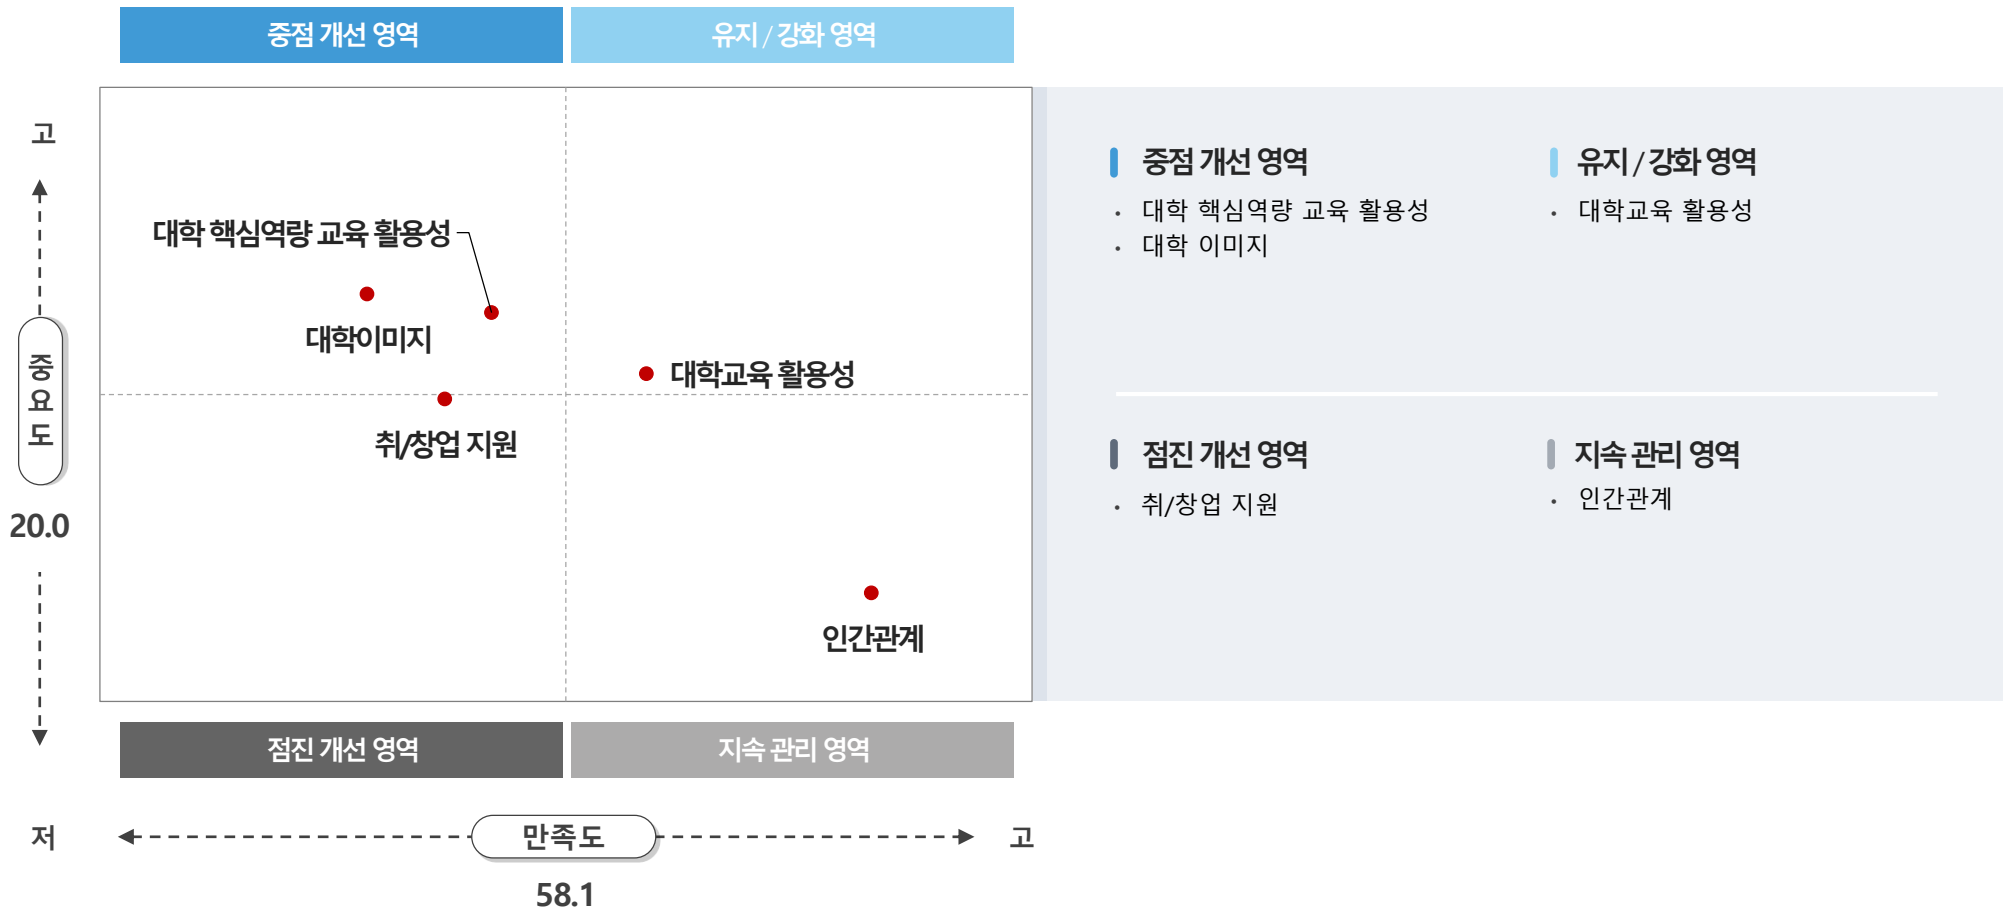 중점 개선 영역
유지 / 강화 영역
고
대학 핵심역량 교육 활용성
대학이미지
대학교육 활용성
취/창업 지원
인간관계
중요도
20.0
점진 개선 영역
지속 관리 영역
저
만족도
고
58.1
중점 개선 영역
· 대학 핵심역량 교육 활용성
· 대학 이미지
유지 / 강화 영역
· 대학교육 활용성
점진 개선 영역
· 취/창업 지원
지속 관리 영역
· 인간관계